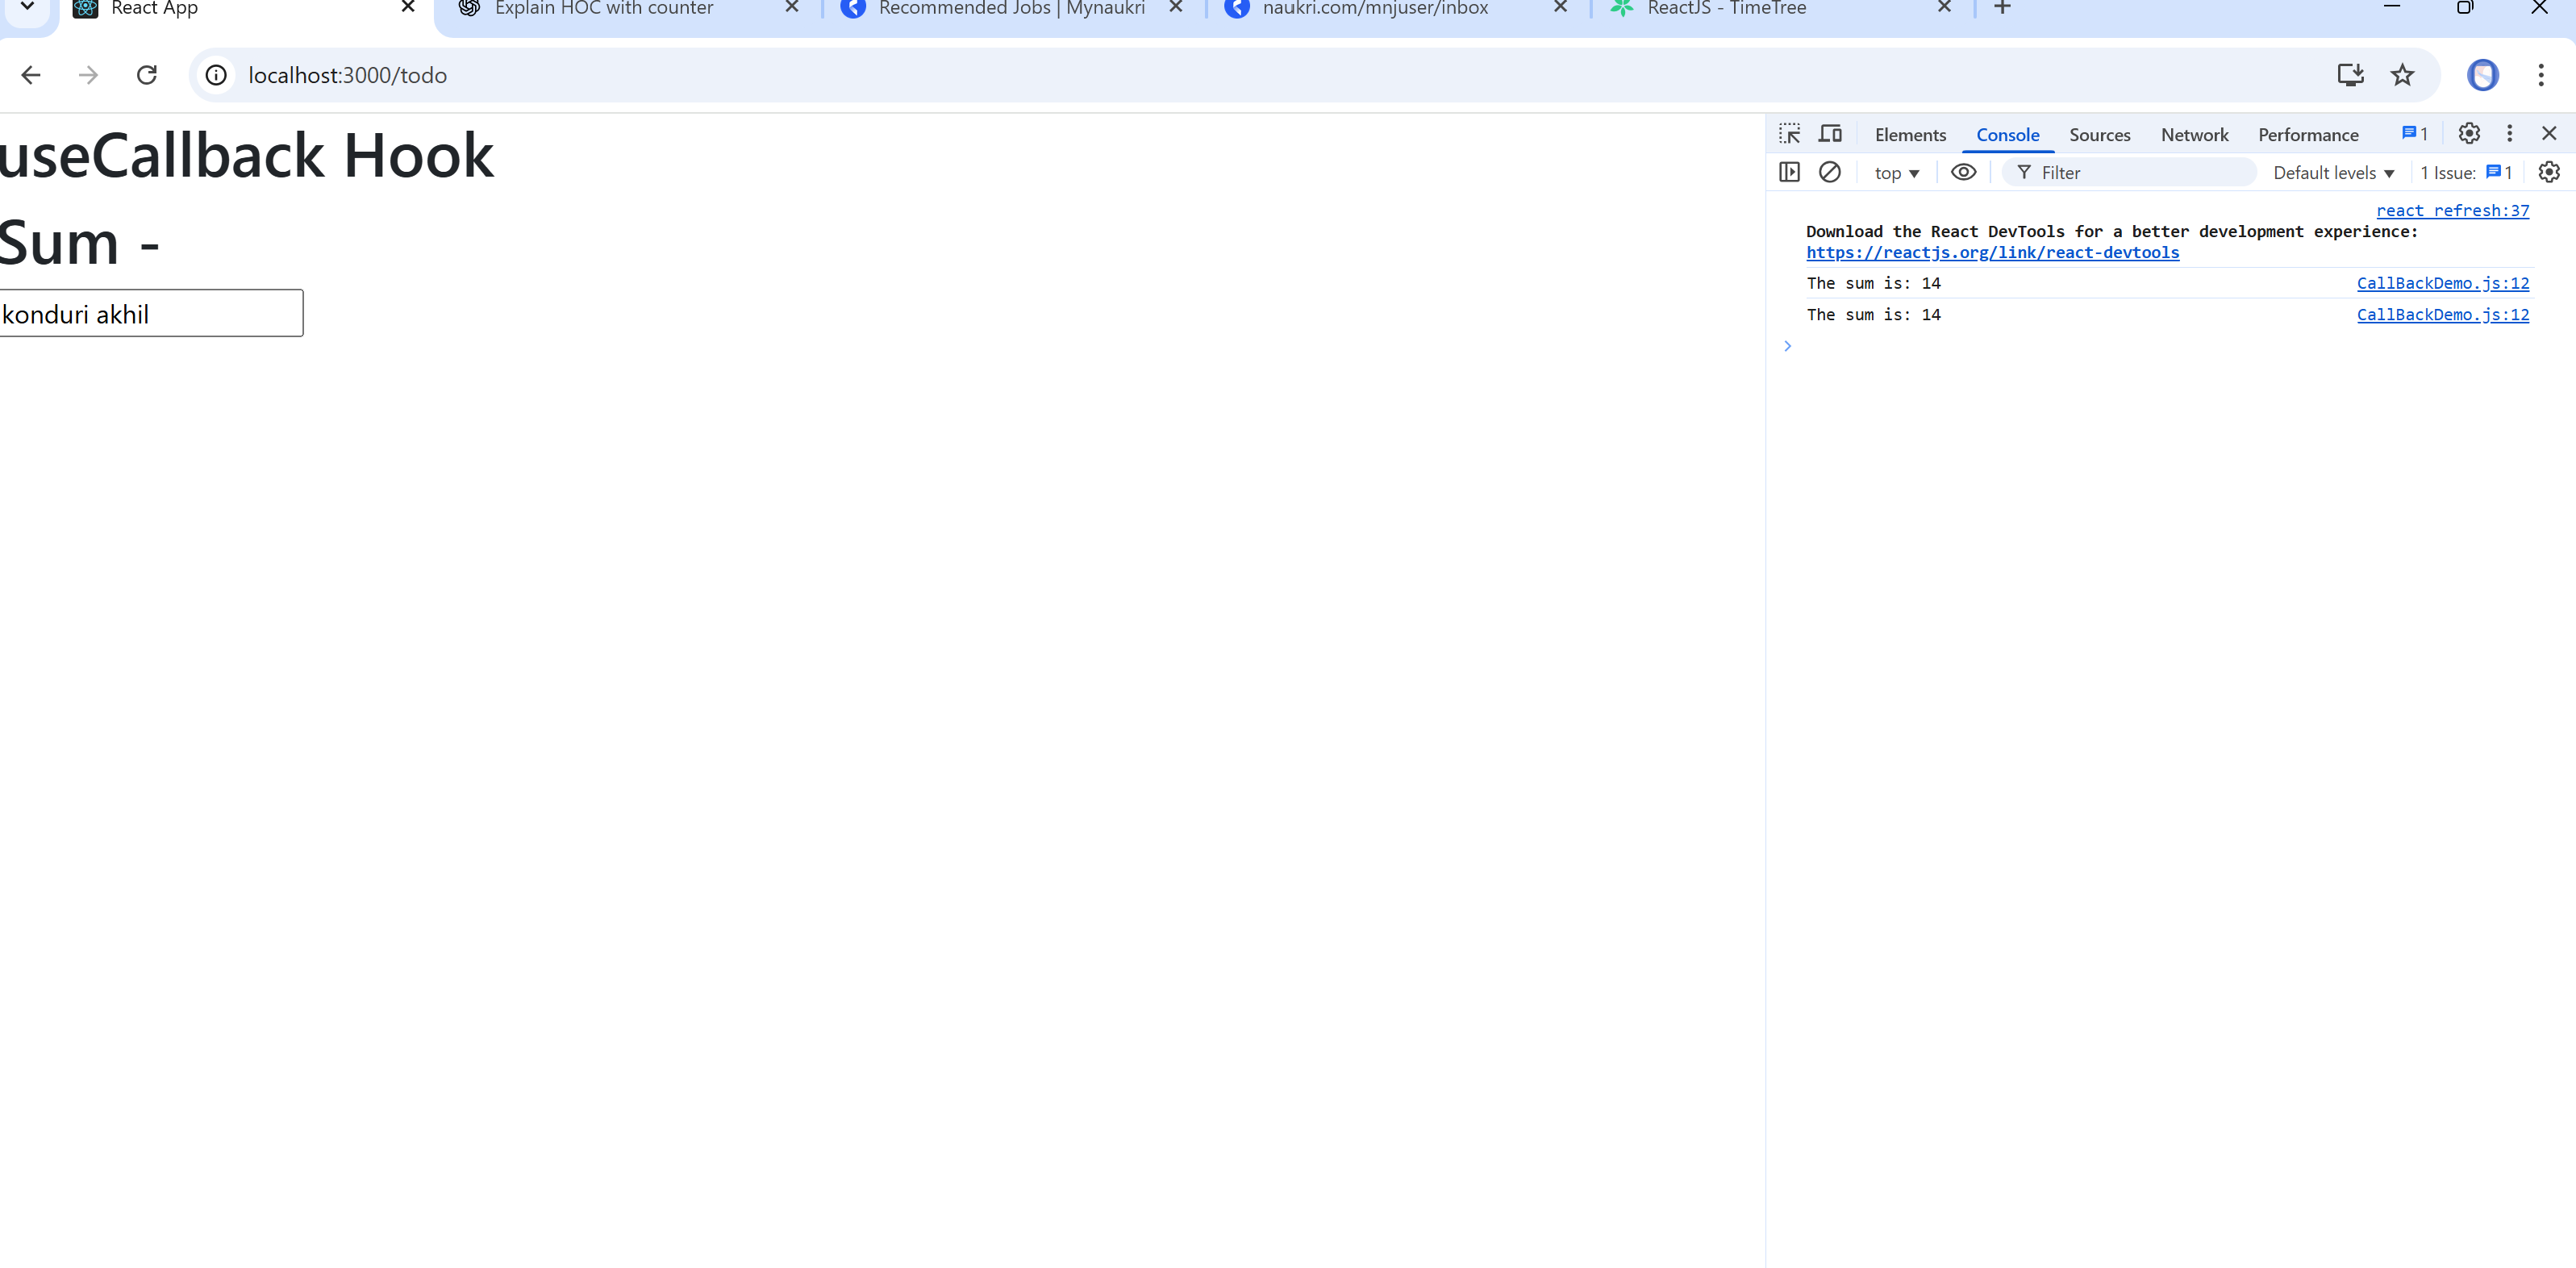 React App
Explain HOC with counter
Recommended Jobs | Mynaukri
naukri.com/mnjuser/inbox
ReactJS - TimeTree
localhost:3000/todo
useCallback Hook
Sum -
konduri akhil
Elements Console Sources Network Performance 1
top Filter Default levels 1 Issue: 1
react refresh:37
Download the React DevTools for a better development experience:
https://reactjs.org/link/react-devtools
The sum is: 14 CallBackDemo.js:12
The sum is: 14 CallBackDemo.js:12